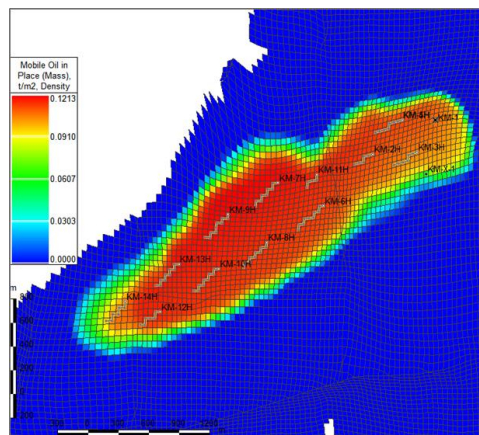 Mobile Oil in
Place (Mass),
t/m2, Density
0.1213
0.0910
0.0607
0.0303
0.0000
KM-4H
KM-1
KM-2H
KM-3H
KM-11H
KM-7H
KM-6H
KM-9H
KM-8H
KM-13H
KM-10H
KM-14H
KM-12H
m